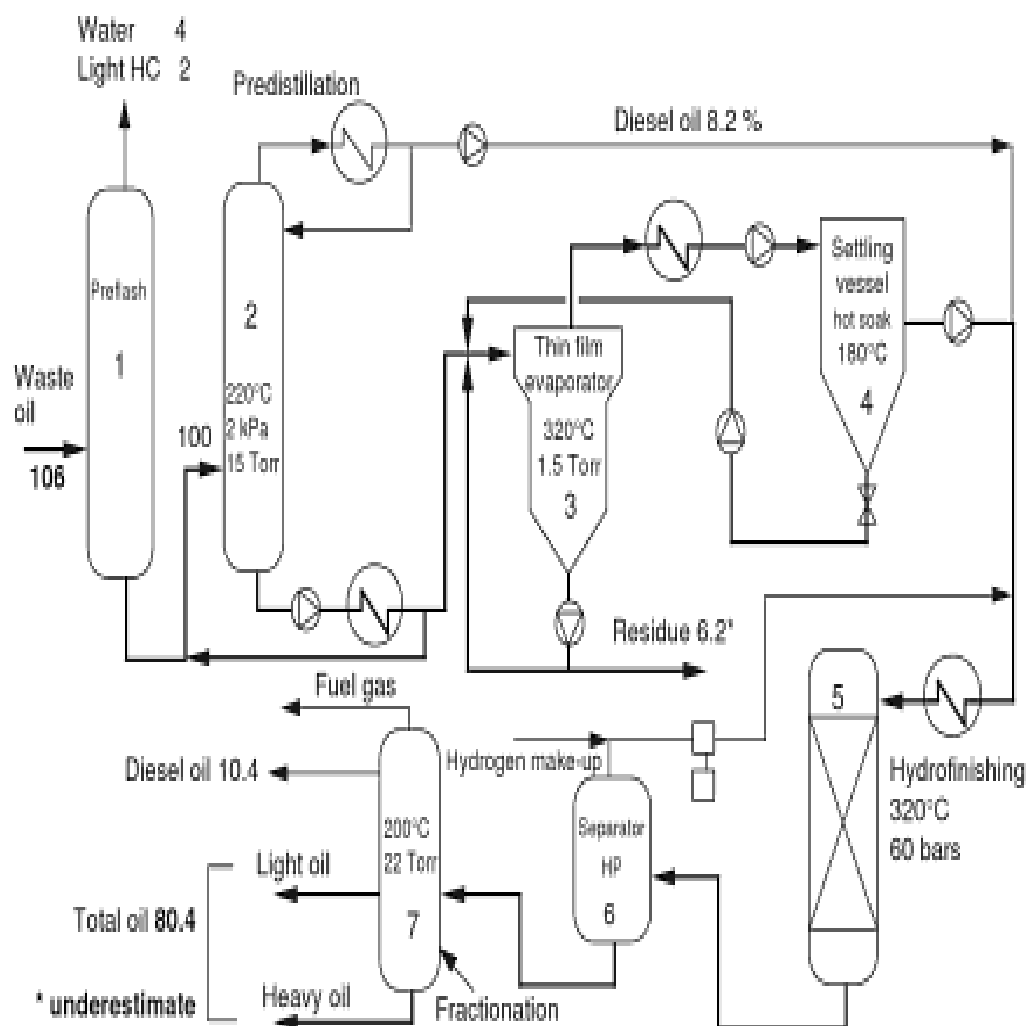 Water 4
Light HC 2
Predistillation
Diesel oil 8.2 %
Preflash
1
Waste
oil
106
100
2
220°C
2 kPa
15 Torr
Thin film
evaporator
320°C
1.5 Torr
3
Settling
vessel
hot soak
180°C
4
Residue 6.2*
Fuel gas
Diesel oil 10.4
Hydrogen make-up
5
Hydrofinishing
320°C
60 bars
Separator
HP
6
200°C
22 Torr
7
Light oil
Total oil 80.4
Heavy oil
* underestimate
Fractionation